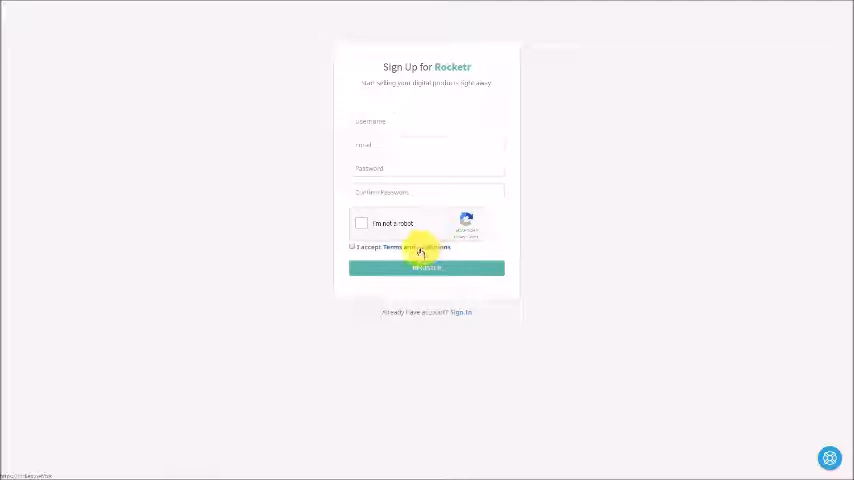 Sign Up for Rocketr
Start selling your digital products right away
Username
Email
Password
Confirm Password
I'm not a robot
I accept Terms and Conditions
REGISTER
Already have account? Sign In